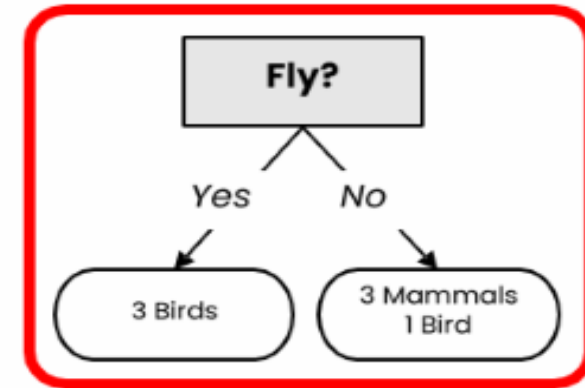 Fly?
Yes
No
3 Birds
3 Mammals
1 Bird